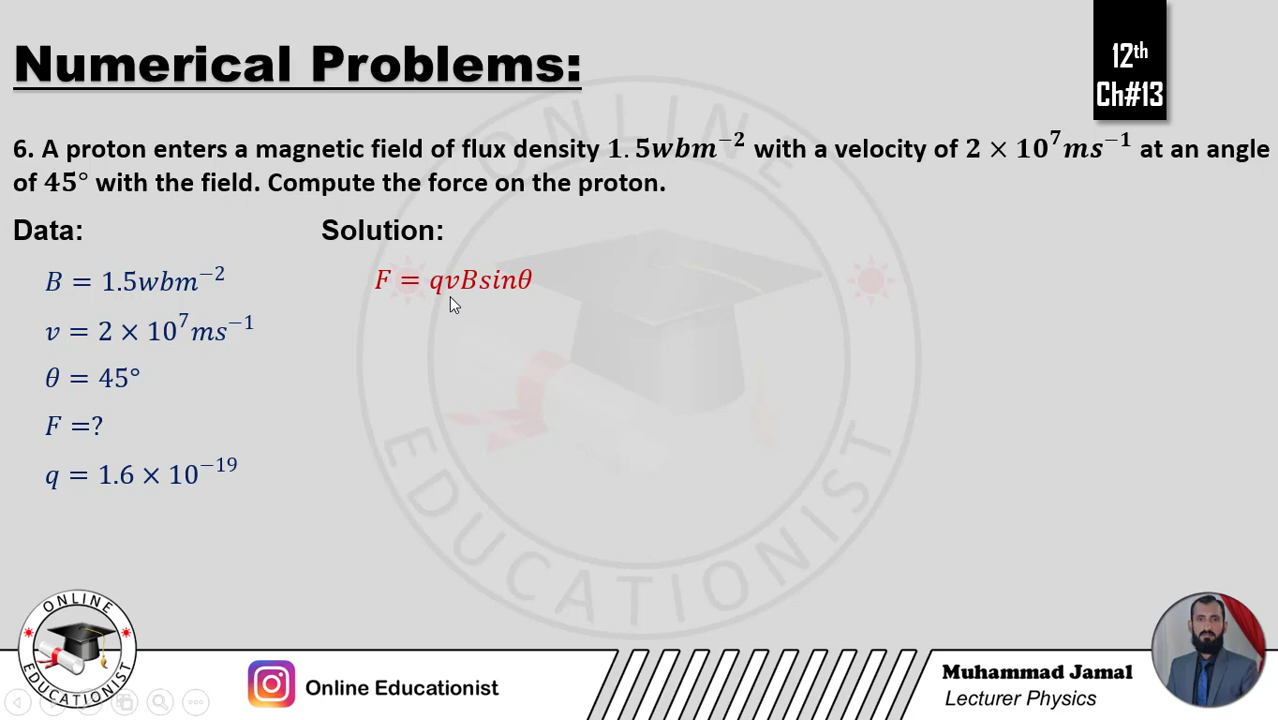 Numerical Problems:
12th
Ch#13
6. A proton enters a magnetic field of flux density 1.5wbm⁻² with a velocity of 2 × 10⁷ms⁻¹ at an angle
of 45° with the field. Compute the force on the proton.
Data:
Solution:
B = 1.5wbm⁻²
F = qvBsinθ
v = 2 × 10⁷ms⁻¹
θ = 45°
F =?
q = 1.6 × 10⁻¹⁹
ONLINE
EDUCATIONIST
ONLINE
EDUCATIONIST
Online Educationist
Muhammad Jamal
Lecturer Physics